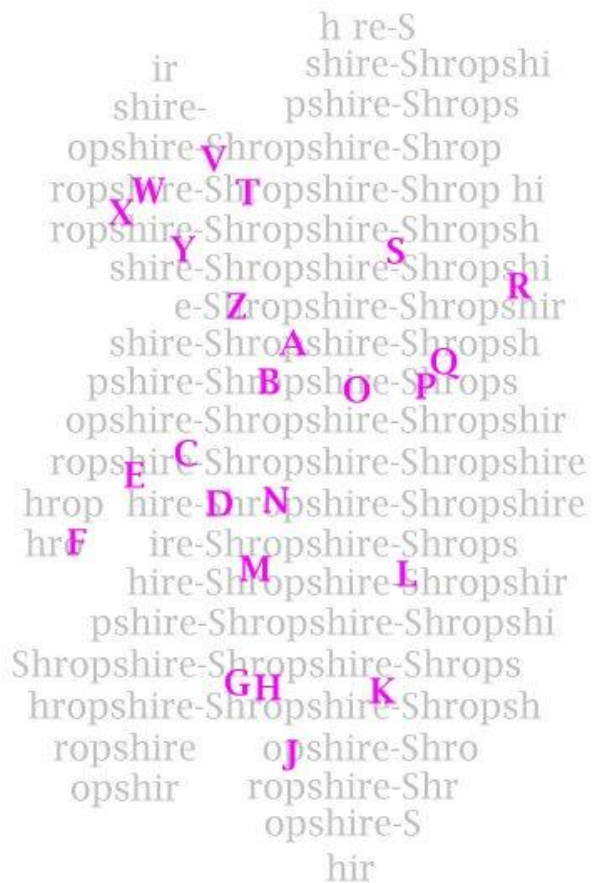 h re-S
ir shire-Shropshi
shire- pshire-Shrops
opshire-Shropshire-Shrop
V
ropshire-Shropshire-Shrop hi
W T
X
ropshire-Shropshire-Shropsh
Y S
shire-Shropshire-Shropshi
R
e-Shropshire-Shropshir
Z
shire-Shropshire-Shropsh
A
Q
pshire-Shropshire-Shrops
B O P
opshire-Shropshire-Shropshir
C
ropshire-Shropshire-Shropshire
E
hrop hire-Shropshire-Shropshire
D N
hro ire-Shropshire-Shrops
F
M L
hire-Shropshire-Shropshir
pshire-Shropshire-Shropshi
Shropshire-Shropshire-Shrops
G H K
hropshire-Shropshire-Shropsh
ropshire opshire-Shro
J
opshir ropshire-Shr
opshire-S
hir